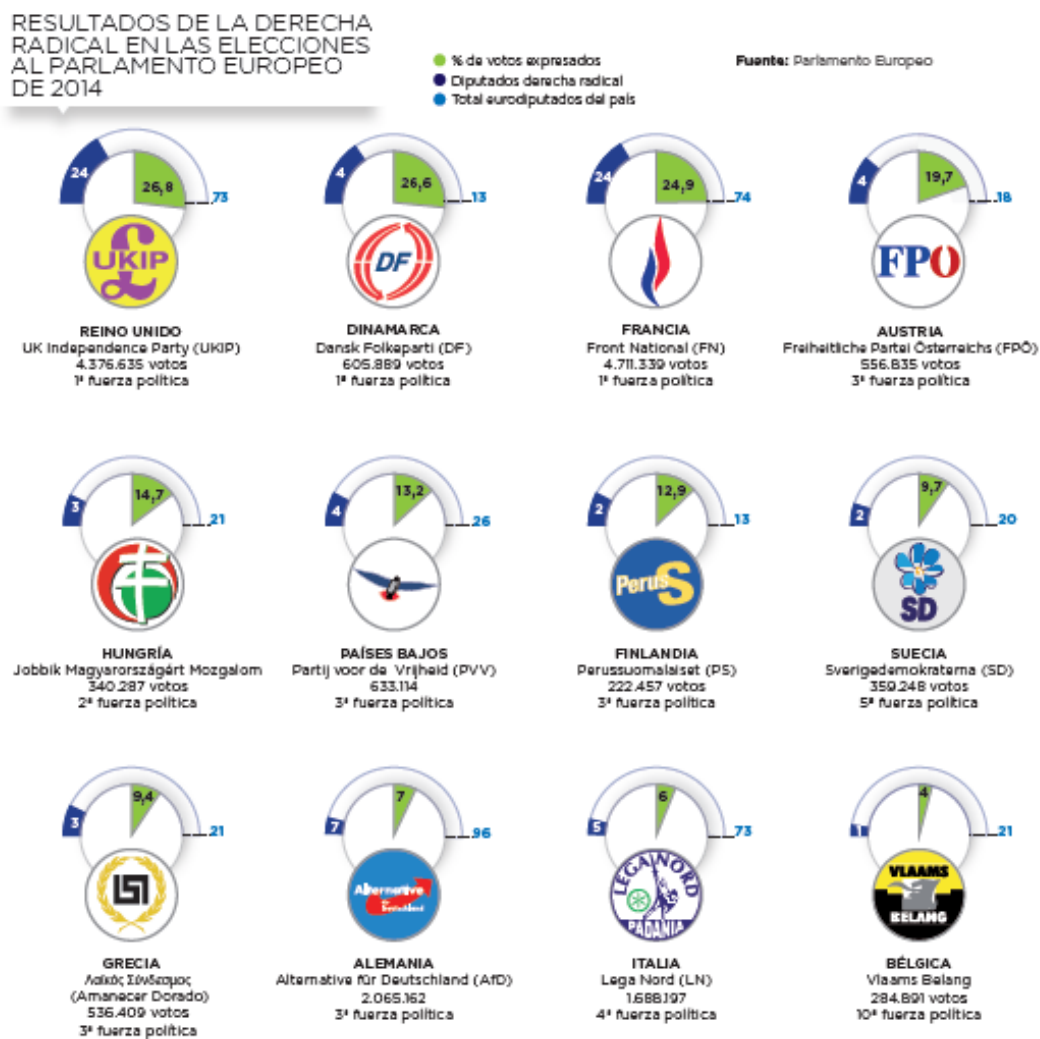 RESULTADOS DE LA DERECHA
RADICAL EN LAS ELECCIONES
AL PARLAMENTO EUROPEO
DE 2014
% de votos expresados
Diputados derecha radical
Total eurodiputados del país
Fuente: Parlamento Europeo
24
26,8
73
UKIP
REINO UNIDO
UK Independence Party (UKIP)
4.376.635 votos
1ª fuerza política
4
26,6
13
DF
DINAMARCA
Dansk Folkeparti (DF)
605.889 votos
1ª fuerza política
24
24,9
74
FRANCIA
Front National (FN)
4.711.339 votos
1ª fuerza política
4
19,7
18
FPÖ
AUSTRIA
Freiheitliche Partei Österreichs (FPÖ)
556.835 votos
3ª fuerza política
3
14,7
21
HUNGRÍA
Jobbik Magyarországért Mozgalom
340.287 votos
2ª fuerza política
4
13,2
26
PAÍSES BAJOS
Partij voor de Vrijheid (PVV)
633.114
3ª fuerza política
2
12,9
13
PerusS
FINLANDIA
Perussuomalaiset (PS)
222.457 votos
3ª fuerza política
2
9,7
20
SD
SUECIA
Sverigedemokraterna (SD)
359.248 votos
5ª fuerza política
3
9,4
21
GRECIA
Λαϊκός Σύνδεσμος
(Amanecer Dorado)
536.409 votos
3ª fuerza política
7
7
96
Alternative
für
Deutschland
ALEMANIA
Alternative für Deutschland (AfD)
2.065.162
3ª fuerza política
5
6
73
LEGA NORD
PADANIA
ITALIA
Lega Nord (LN)
1.688.197
4ª fuerza política
1
4
21
VLAAMS
BELANG
BÉLGICA
Vlaams Belang
284.891 votos
10ª fuerza política